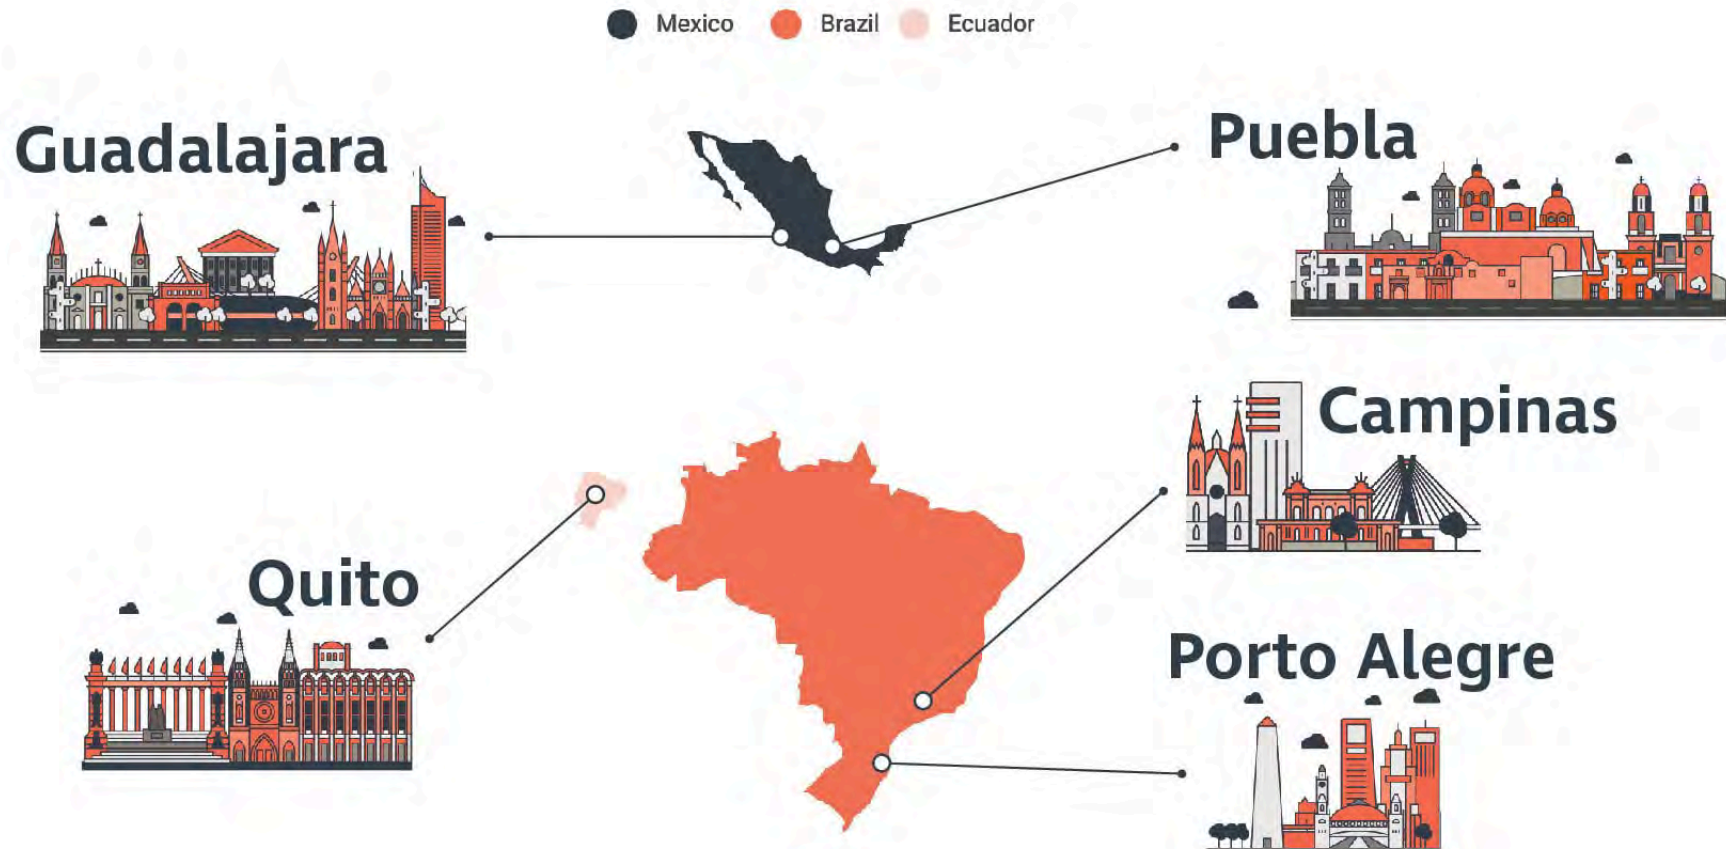 Mexico Brazil Ecuador
Guadalajara
Puebla
Campinas
Quito
Porto Alegre